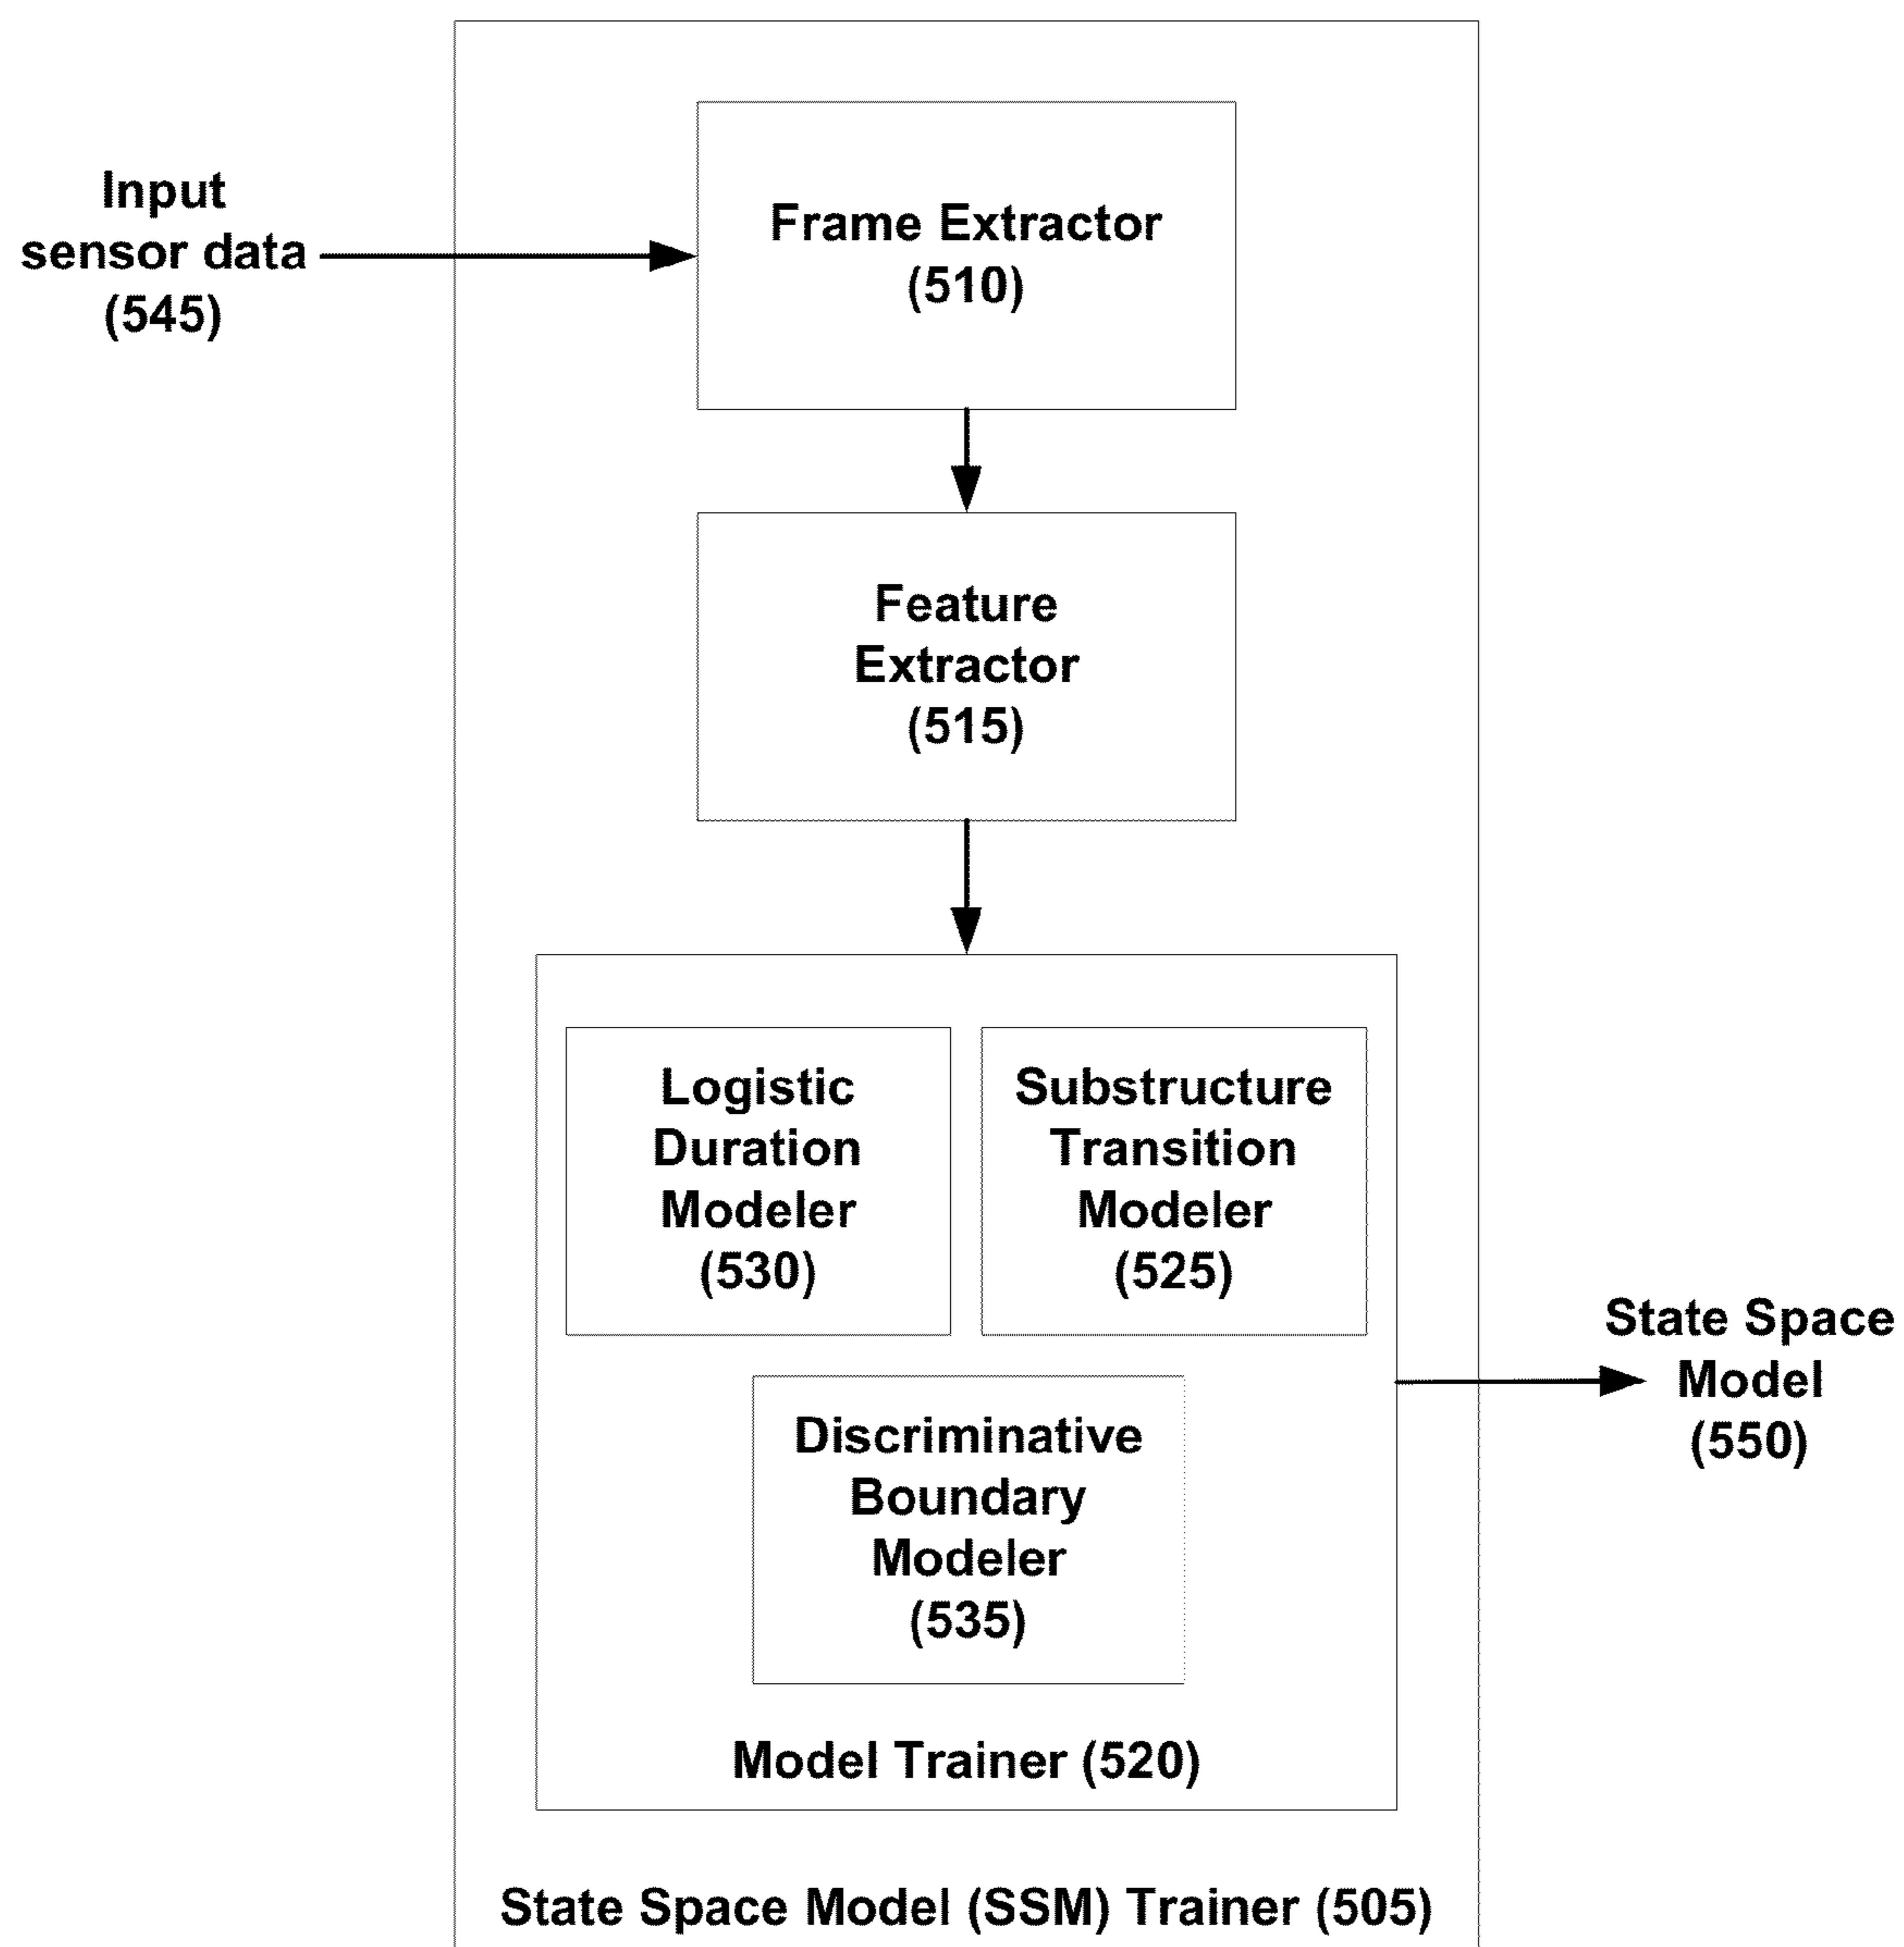 Input
sensor data
(545)
Frame Extractor
(510)
Feature
Extractor
(515)
Logistic
Duration
Modeler
(530)
Substructure
Transition
Modeler
(525)
Discriminative
Boundary
Modeler
(535)
Model Trainer (520)
State Space
Model
(550)
State Space Model (SSM) Trainer (505)